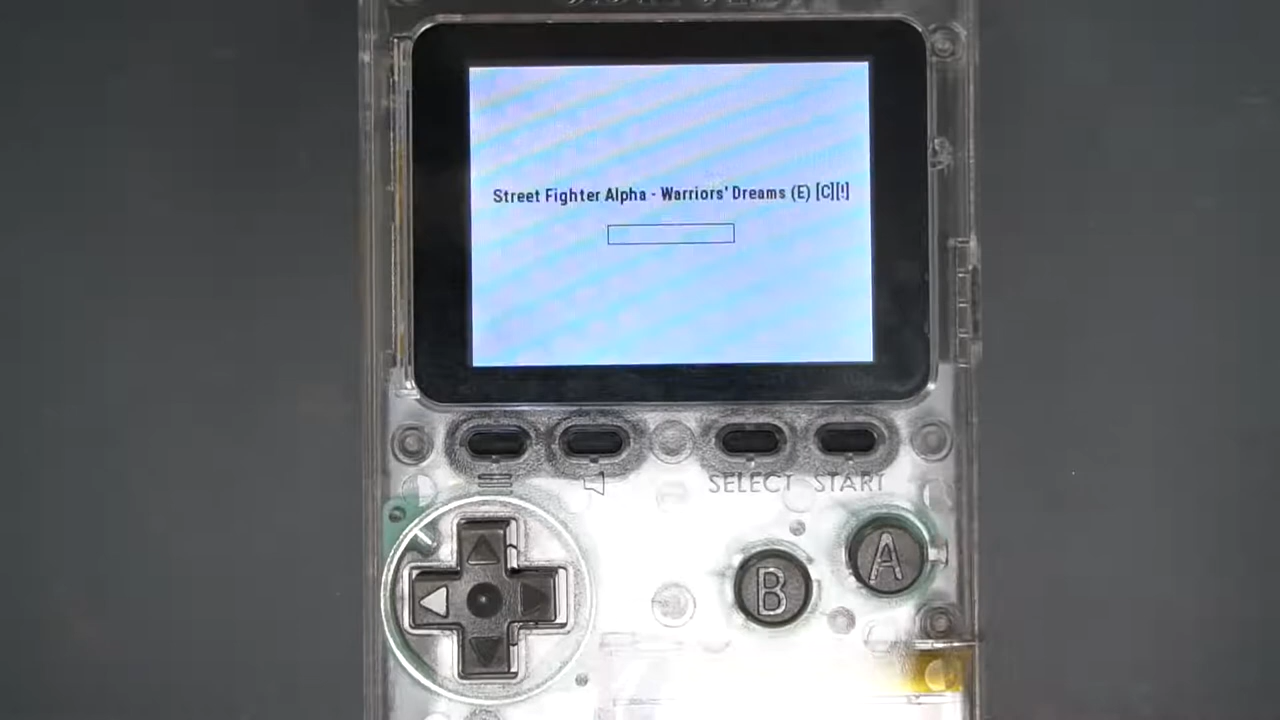 Street Fighter Alpha - Warriors' Dreams (E) [C][!]
SELECT START
A
B